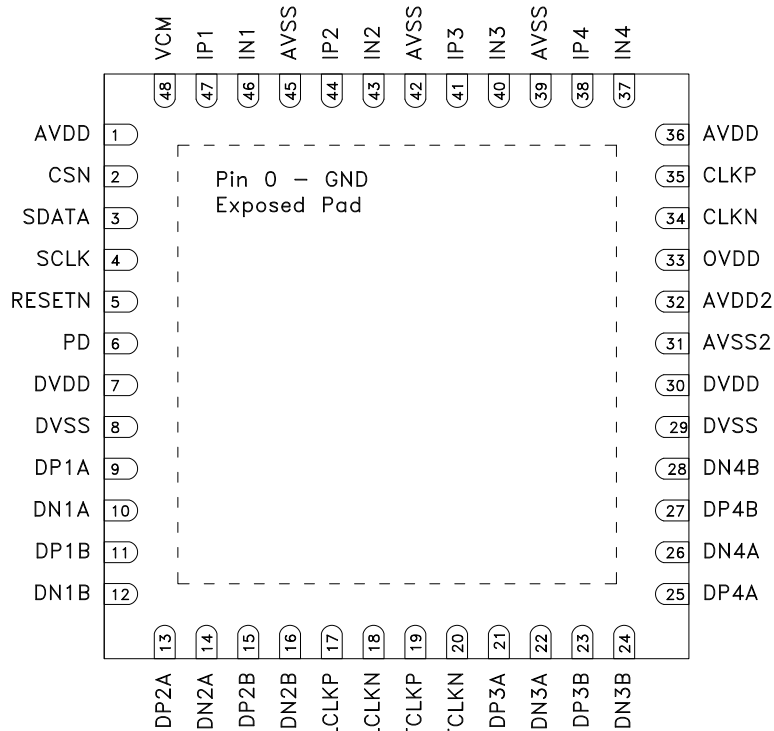 VCM
IP1
IN1
AVSS
IP2
IN2
AVSS
IP3
IN3
AVSS
IP4
IN4
48
47
46
45
44
43
42
41
40
39
38
37
AVDD 1
36 AVDD
CSN 2
35 CLKP
SDATA 3
34 CLKN
SCLK 4
33 OVDD
RESETN 5
32 AVDD2
PD 6
31 AVSS2
DVDD 7
30 DVDD
DVSS 8
29 DVSS
DP1A 9
28 DN4B
DN1A 10
27 DP4B
DP1B 11
26 DN4A
DN1B 12
25 DP4A
Pin 0 – GND
Exposed Pad
13
14
15
16
17
18
19
20
21
22
23
24
DP2A
DN2A
DP2B
DN2B
LCLKP
LCLKN
DP3A
DN3A
DP3B
DN3B